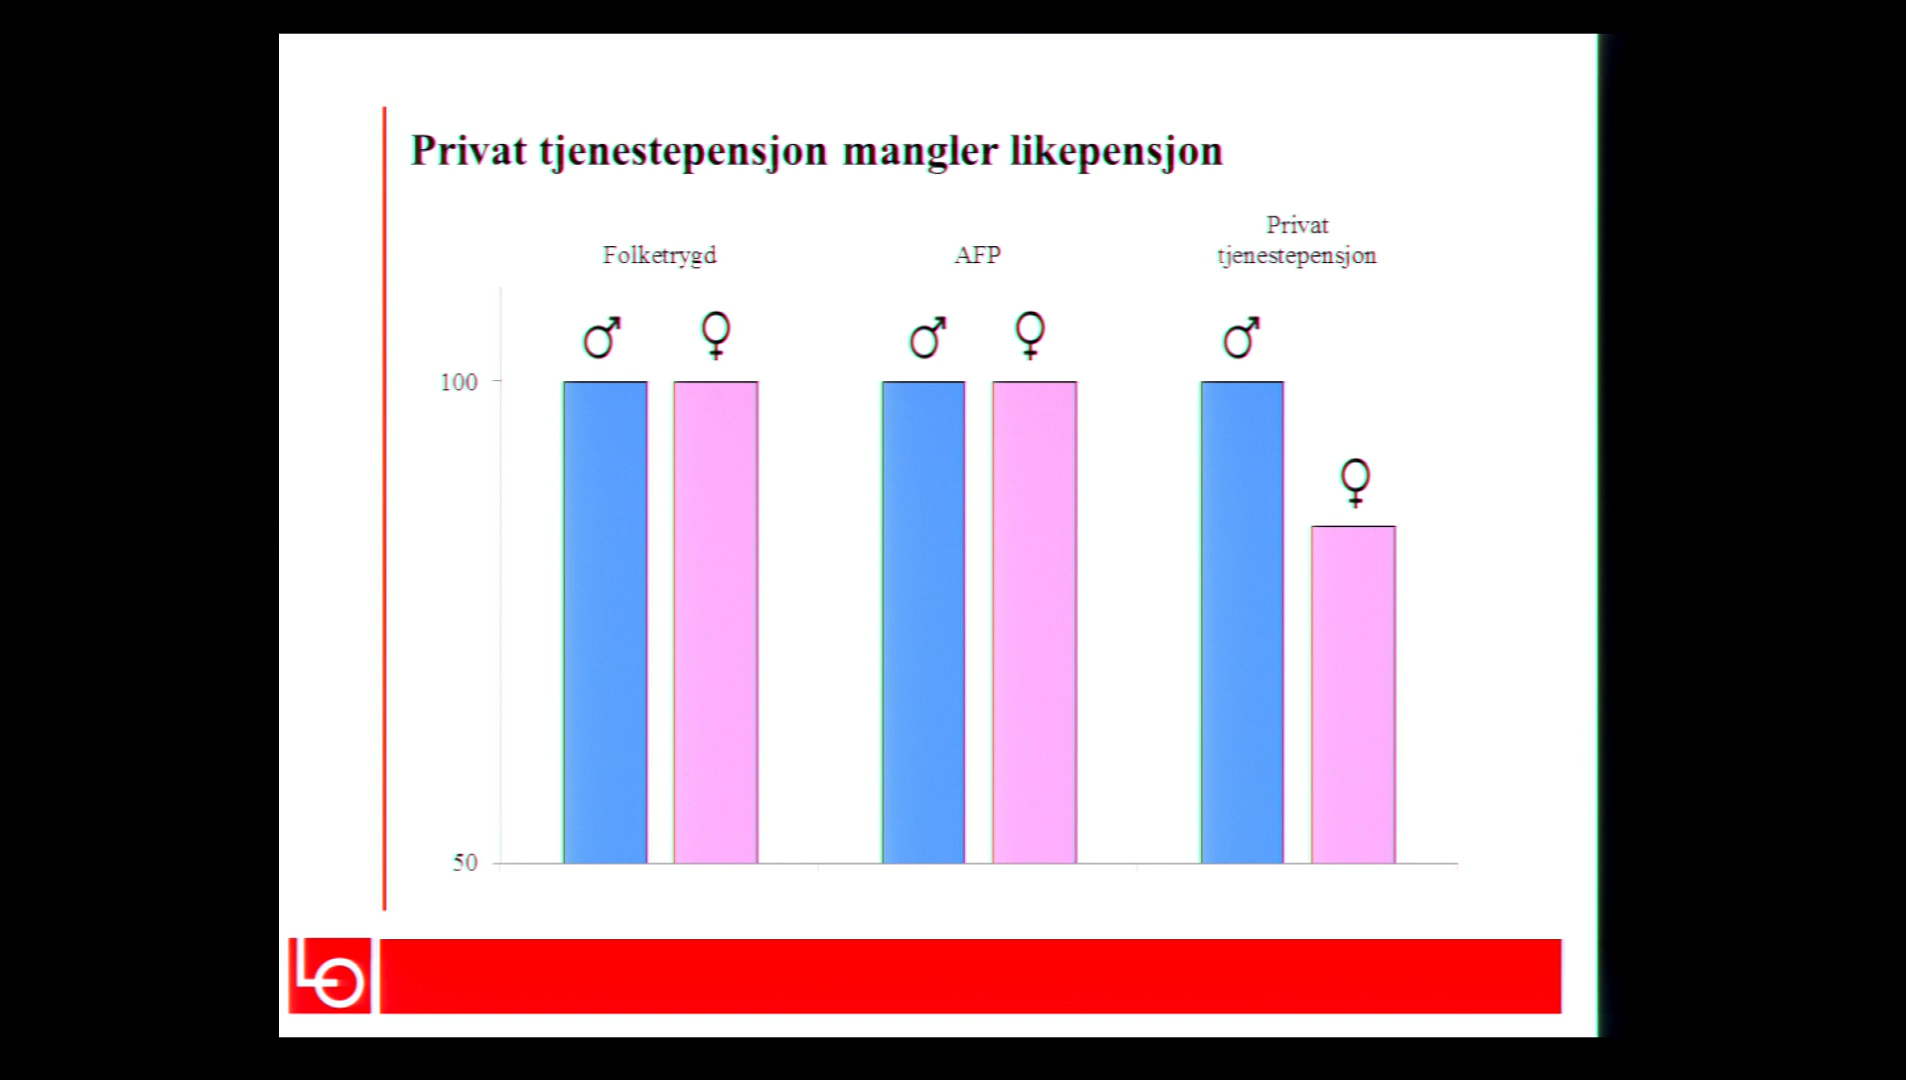 Privat tjenestepensjon mangler likepensjon
Folketrygd
AFP
Privat
tjenestepensjon
♂ ♀ ♂ ♀ ♂
♀
100
50
LO